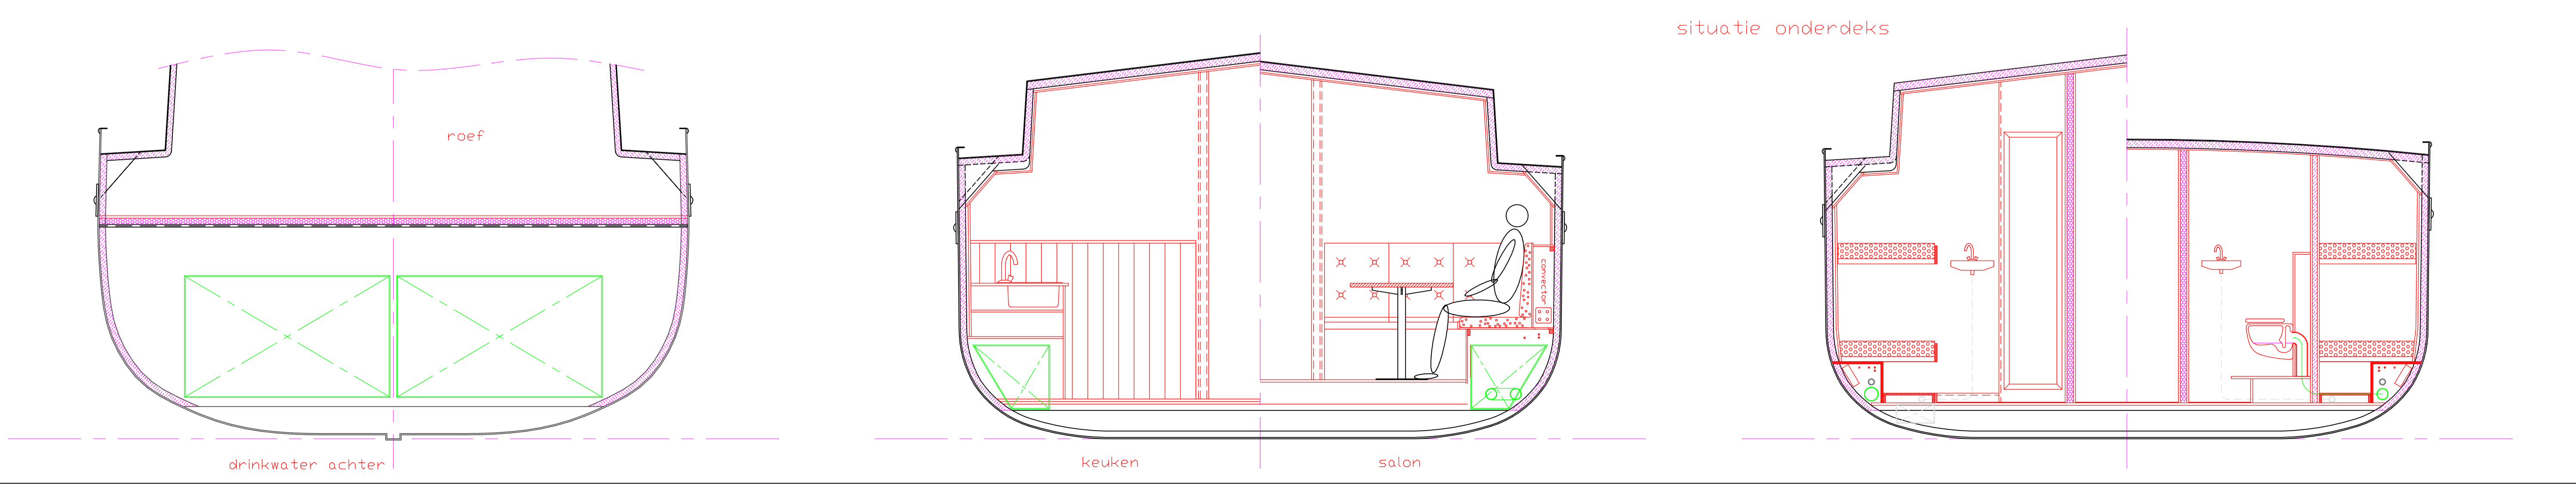 situatie onderdeks
roef
convector
drinkwater achter
keuken
salon